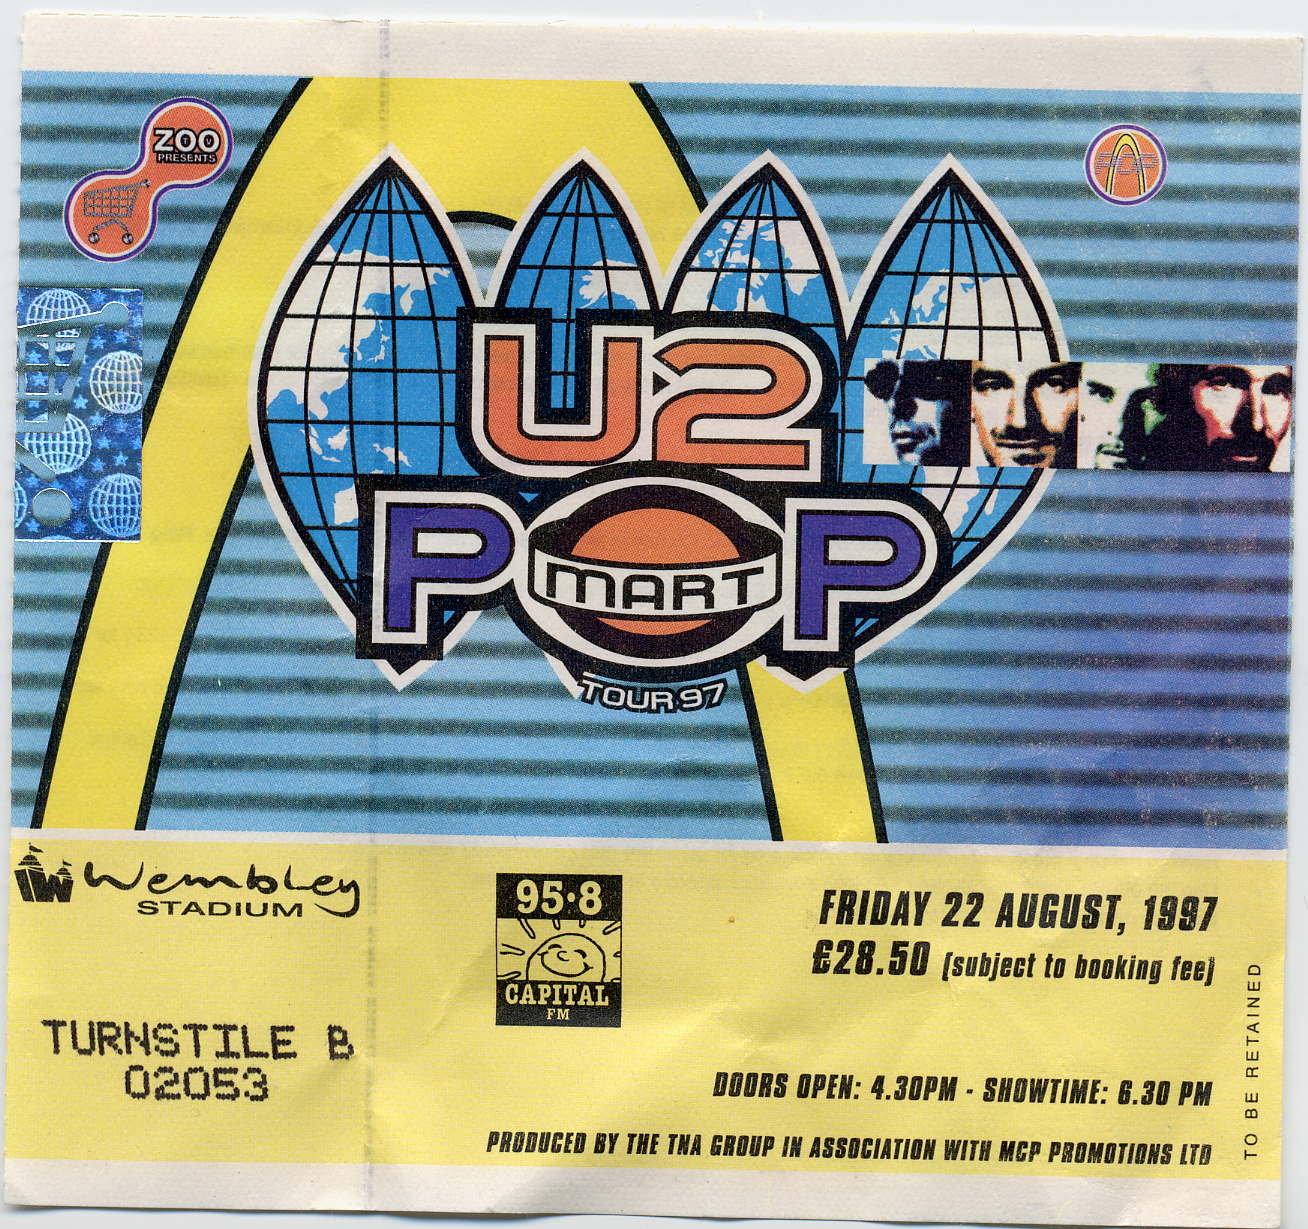 ZOO
PRESENTS
POP
U2
POP
MART
TOUR 97
Wembley
STADIUM
TURNSTILE B
02053
95·8
CAPITAL
FM
FRIDAY 22 AUGUST, 1997
£28.50 (subject to booking fee)
DOORS OPEN: 4.30PM - SHOWTIME: 6.30 PM
PRODUCED BY THE TNA GROUP IN ASSOCIATION WITH MCP PROMOTIONS LTD
TO BE RETAINED